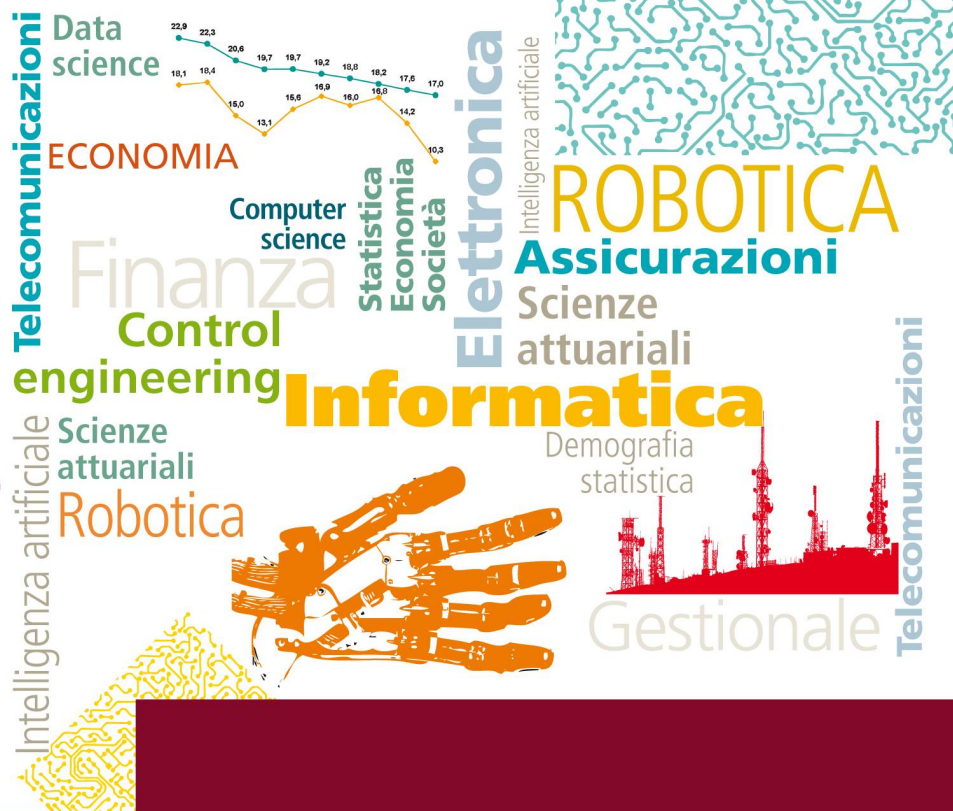 Telecomunicazioni
Data
science
22,9 22,3 20,6 19,7 19,7 19,2 18,8 18,2 17,6 17,0
18,1 18,4 15,0 13,1 15,6 16,9 16,0 16,8 14,2 10,3
ECONOMIA
Computer
science
Finanza
Statistica
Economia
Società
Elettronica
Intelligenza artificiale
ROBOTICA
Assicurazioni
Scienze
attuariali
Control
engineering
Informatica
Demografia
statistica
Intelligenza artificiale
Scienze
attuariali
Robotica
Gestionale
Telecomunicazioni